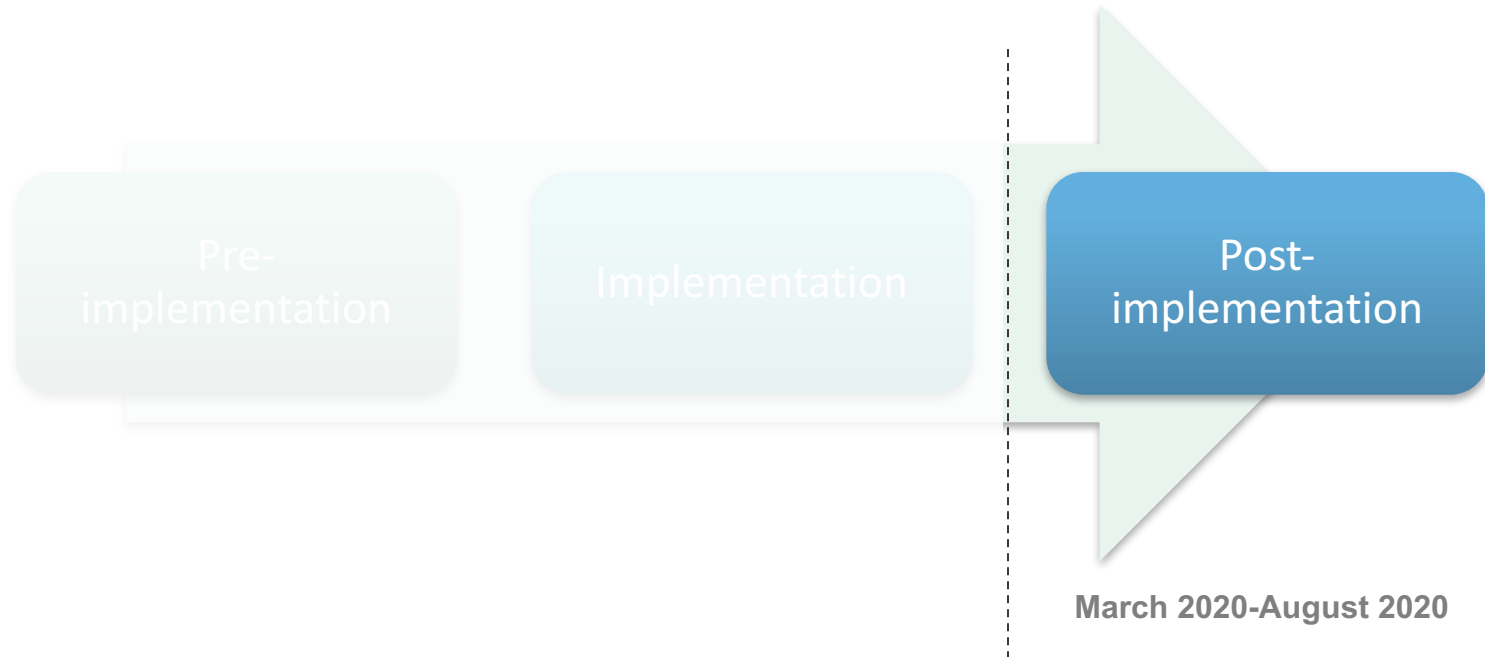 Pre-
implementation
Implementation
Post-
implementation
March 2020-August 2020